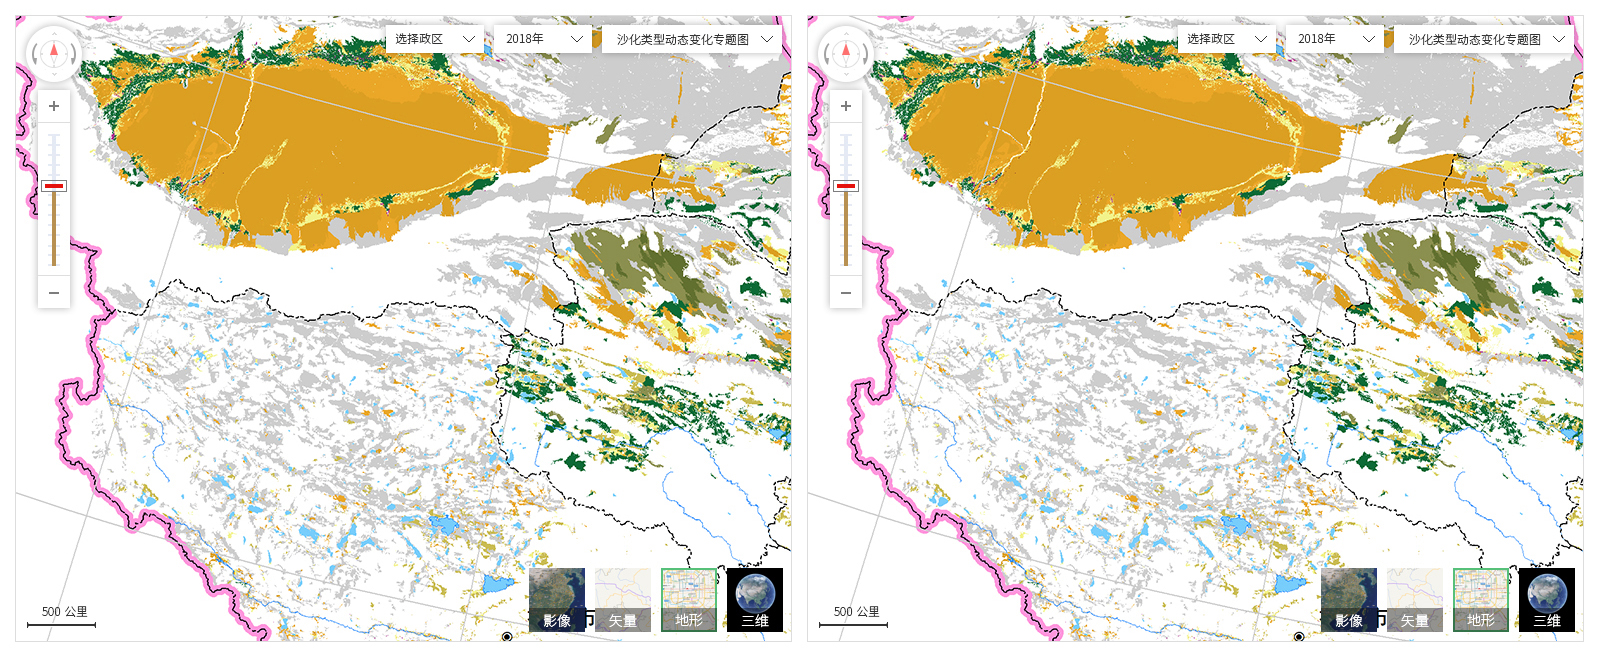 选择政区
2018年
沙化类型动态变化专题图
选择政区
2018年
沙化类型动态变化专题图
+
−
+
−
500 公里
影像
矢量
地形
三维
500 公里
影像
矢量
地形
三维